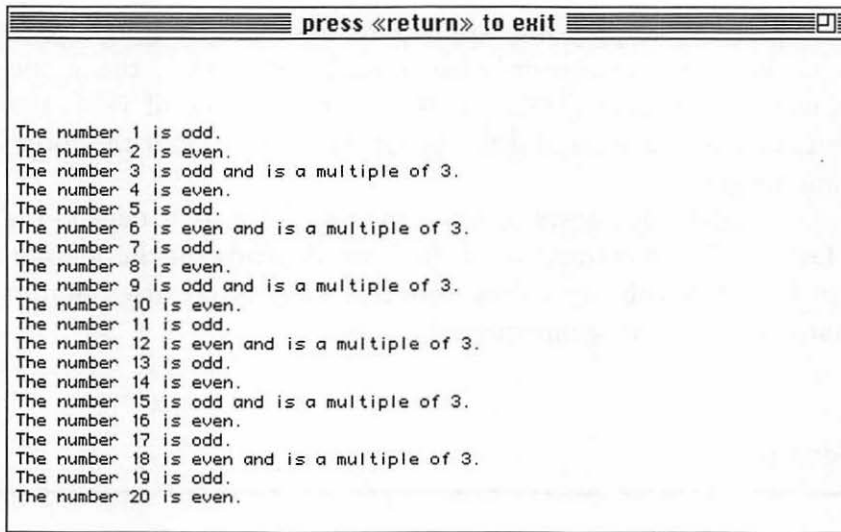 press «return» to exit
The number 1 is odd.
The number 2 is even.
The number 3 is odd and is a multiple of 3.
The number 4 is even.
The number 5 is odd.
The number 6 is even and is a multiple of 3.
The number 7 is odd.
The number 8 is even.
The number 9 is odd and is a multiple of 3.
The number 10 is even.
The number 11 is odd.
The number 12 is even and is a multiple of 3.
The number 13 is odd.
The number 14 is even.
The number 15 is odd and is a multiple of 3.
The number 16 is even.
The number 17 is odd.
The number 18 is even and is a multiple of 3.
The number 19 is odd.
The number 20 is even.